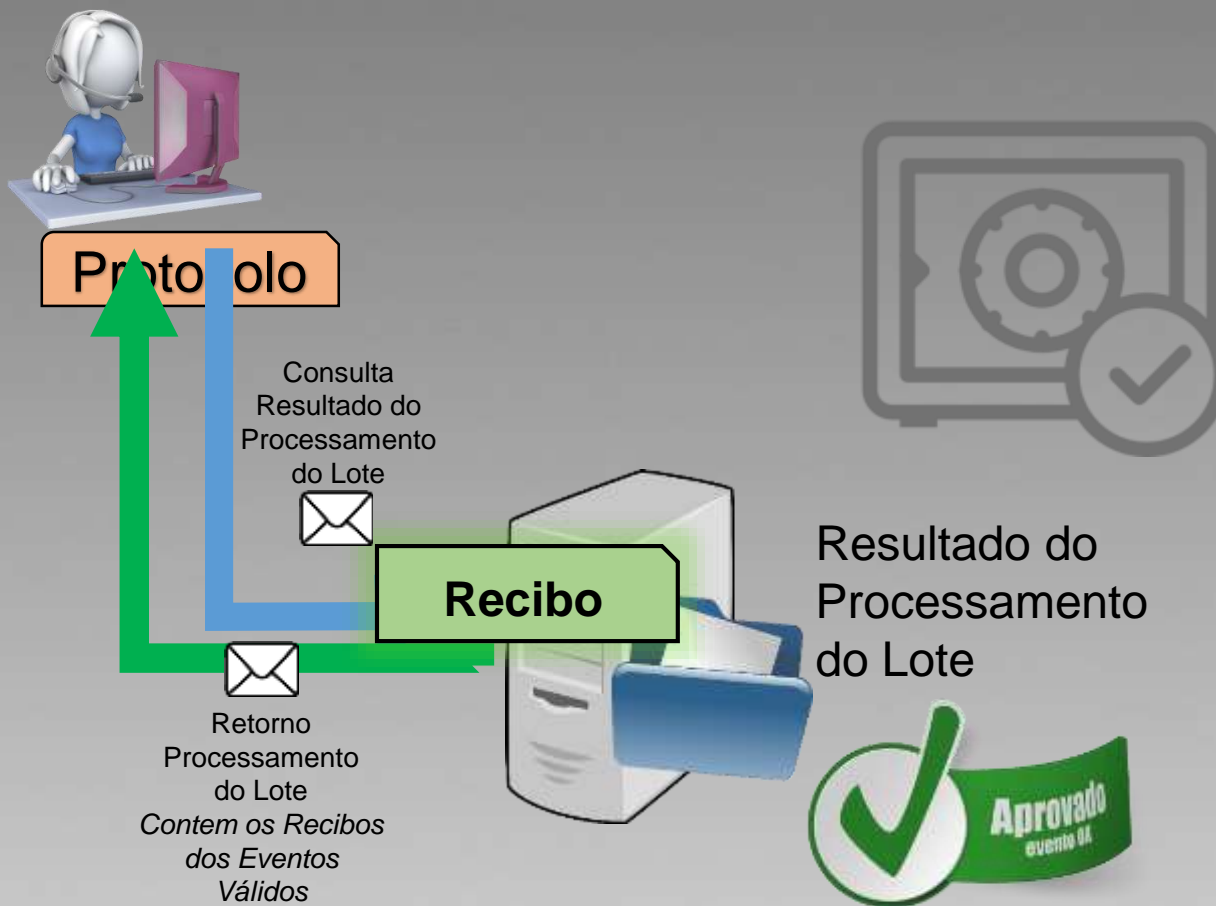 Protocolo
Consulta
Resultado do
Processamento
do Lote
Recibo
Resultado do
Processamento
do Lote
Retorno
Processamento
do Lote
Contem os Recibos
dos Eventos
Válidos
Aprovado
evento OK